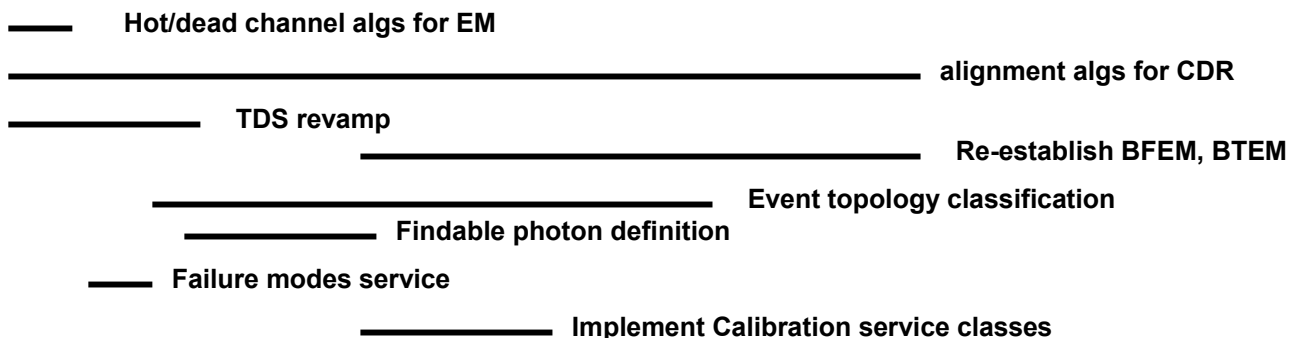 Hot/dead channel algs for EM
alignment algs for CDR
TDS revamp
Re-establish BFEM, BTEM
Event topology classification
Findable photon definition
Failure modes service
Implement Calibration service classes